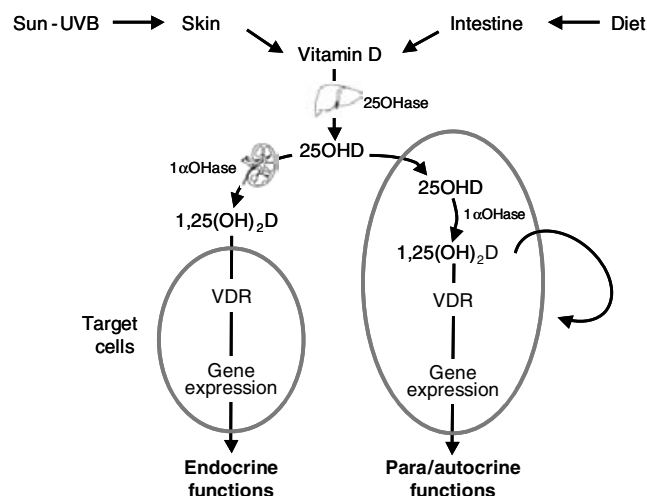 Sun - UVB Skin Intestine Diet
Vitamin D
25OHase
25OHD
1αOHase
25OHD
1αOHase
1,25(OH)₂D
1,25(OH)₂D
VDR
VDR
Target
cells
Gene
expression
Gene
expression
Endocrine
functions
Para/autocrine
functions